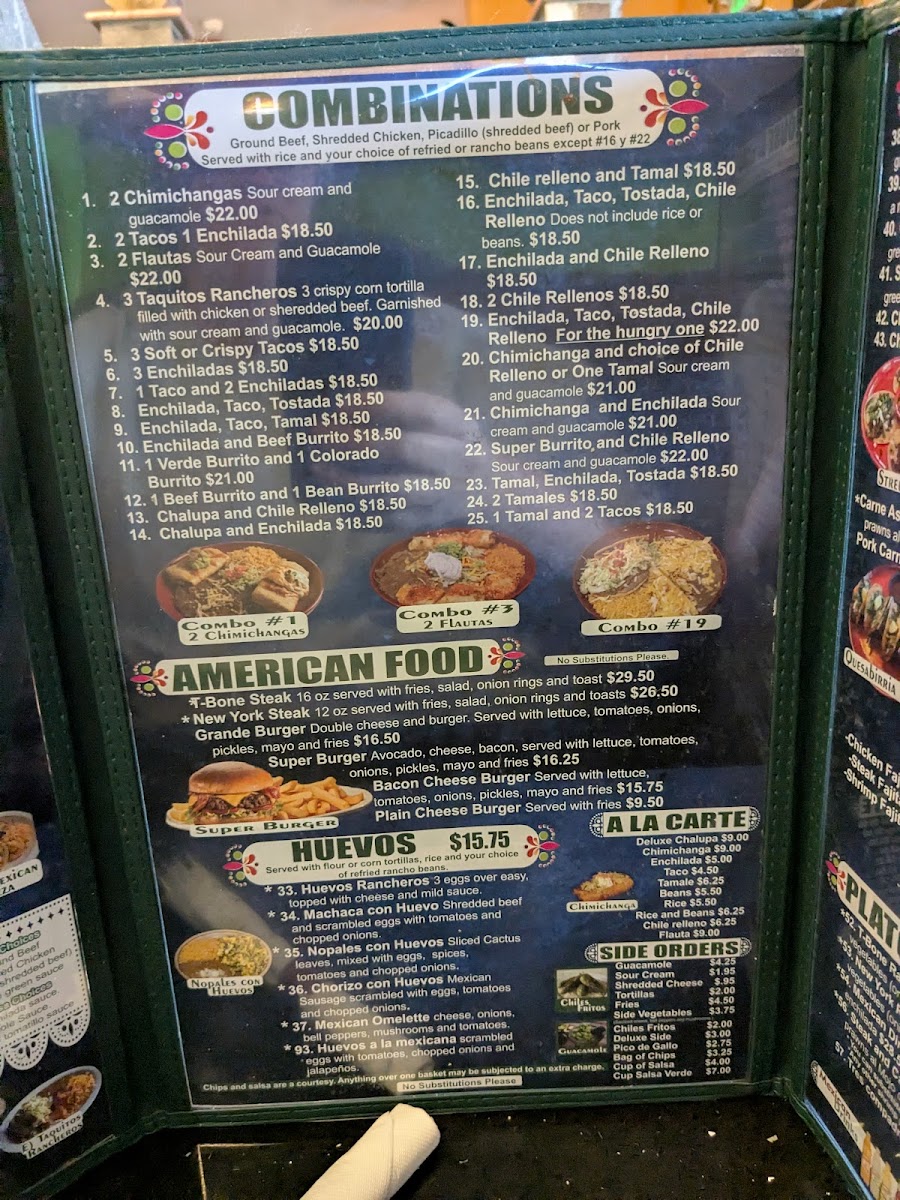 COMBINATIONS
Ground Beef, Shredded Chicken, Picadillo (shredded beef) or Pork
Served with rice and your choice of refried or rancho beans except #16 y #22
1. 2 Chimichangas Sour cream and
guacamole $22.00
2. 2 Tacos 1 Enchilada $18.50
3. 2 Flautas Sour Cream and Guacamole
$22.00
4. 3 Taquitos Rancheros 3 crispy corn tortilla
filled with chicken or sheredded beef. Garnished
with sour cream and guacamole. $20.00
5. 3 Soft or Crispy Tacos $18.50
6. 3 Enchiladas $18.50
7. 1 Taco and 2 Enchiladas $18.50
8. Enchilada, Taco, Tostada $18.50
9. Enchilada, Taco, Tamal $18.50
10. Enchilada and Beef Burrito $18.50
11. 1 Verde Burrito and 1 Colorado
Burrito $21.00
12. 1 Beef Burrito and 1 Bean Burrito $18.50
13. Chalupa and Chile Relleno $18.50
14. Chalupa and Enchilada $18.50
15. Chile relleno and Tamal $18.50
16. Enchilada, Taco, Tostada, Chile
Relleno Does not include rice or
beans. $18.50
17. Enchilada and Chile Relleno
$18.50
18. 2 Chile Rellenos $18.50
19. Enchilada, Taco, Tostada, Chile
Relleno For the hungry one $22.00
20. Chimichanga and choice of Chile
Relleno or One Tamal Sour cream
and guacamole $21.00
21. Chimichanga and Enchilada Sour
cream and guacamole $21.00
22. Super Burrito and Chile Relleno
Sour cream and guacamole $22.00
23. Tamal, Enchilada, Tostada $18.50
24. 2 Tamales $18.50
25. 1 Tamal and 2 Tacos $18.50
Combo #1
2 Chimichangas
Combo #3
2 Flautas
Combo #19
AMERICAN FOOD
No Substitutions Please.
*T-Bone Steak 16 oz served with fries, salad, onion rings and toast $29.50
* New York Steak 12 oz served with fries, salad, onion rings and toasts $26.50
Grande Burger Double cheese and burger. Served with lettuce, tomatoes, onions,
pickles, mayo and fries $16.50
Super Burger Avocado, cheese, bacon, served with lettuce, tomatoes,
onions, pickles, mayo and fries $16.25
Bacon Cheese Burger Served with lettuce,
tomatoes, onions, pickles, mayo and fries $15.75
Plain Cheese Burger Served with fries $9.50
Super Burger
HUEVOS $15.75
Served with flour or corn tortillas, rice and your choice
of refried rancho beans.
* 33. Huevos Rancheros 3 eggs over easy,
topped with cheese and mild sauce.
* 34. Machaca con Huevo Shredded beef
and scrambled eggs with tomatoes and
chopped onions.
* 35. Nopales con Huevos Sliced Cactus
leaves, mixed with eggs, spices,
tomatoes and chopped onions.
* 36. Chorizo con Huevos Mexican
Sausage scrambled with eggs, tomatoes
and chopped onions.
* 37. Mexican Omelette cheese, onions,
bell peppers, mushrooms and tomatoes.
* 93. Huevos a la mexicana scrambled
eggs with tomatoes, chopped onions and
jalapeños.
Nopales con
Huevos
Chips and salsa are a courtesy. Anything over one basket may be subjected to an extra charge.
No Substitutions Please
A LA CARTE
Deluxe Chalupa $9.00
Chimichanga $9.00
Enchilada $5.00
Taco $4.50
Tamale $6.25
Beans $5.50
Rice $5.50
Rice and Beans $6.25
Chile relleno $6.25
Flauta $9.00
Chimichanga
SIDE ORDERS
Guacamole $4.25
Sour Cream $1.95
Shredded Cheese $.95
Tortillas $2.00
Fries $4.50
Side Vegetables $3.75
Chiles Fritos $2.00
Deluxe Side $3.00
Pico de Gallo $2.75
Bag of Chips $3.25
Cup of Salsa $4.00
Cup Salsa Verde $7.00
Chiles
Fritos
Guacamole
Choices
El Taquitos
Rancheros
40.
42.
43.
*Carne As
prawns al
Pork Carn
Quesabirria
-Chicken Faj
-Steak Fajit
-Shrimp Faji
PLAT
*52. T-Bone R
*53. New York